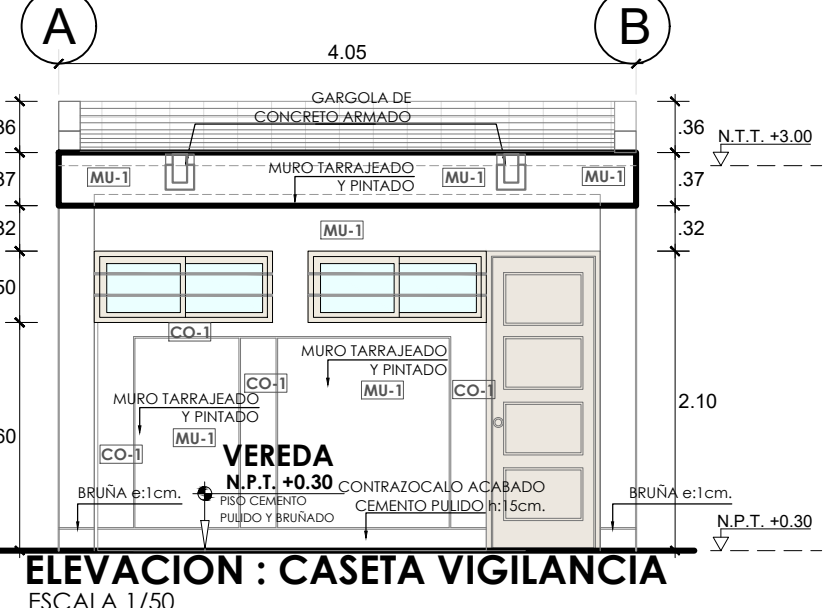 A
B
4.05
GARGOLA DE
CONCRETO ARMADO
.36
N.T.T. +3.00
MURO TARRAJEADO
Y PINTADO
MU-1
MU-1
MU-1
.37
MU-1
.32
CO-1
MURO TARRAJEADO
Y PINTADO
CO-1
MU-1
CO-1
MURO TARRAJEADO
Y PINTADO
2.10
MU-1
CO-1
VEREDA
N.P.T. +0.30
PISO CEMENTO
PULIDO Y BRUÑADO
CONTRAZOCALO ACABADO
CEMENTO PULIDO h:15cm.
BRUÑA e:1cm.
BRUÑA e:1cm.
N.P.T. +0.30
ELEVACION : CASETA VIGILANCIA
ESCALA 1/50